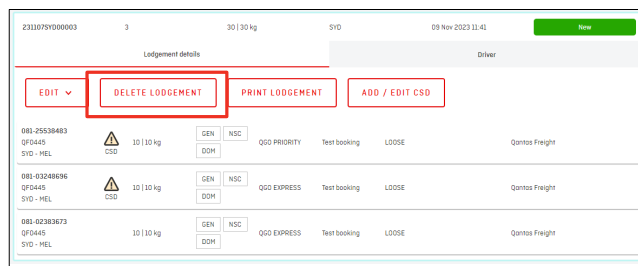 231107SYD00003 3 30 | 30 kg SYD 09 Nov 2023 11:41 New
Lodgement details Driver
EDIT DELETE LODGEMENT PRINT LODGEMENT ADD / EDIT CSD
081-25538483
QF0445
SYD - MEL
CSD
10 | 10 kg
GEN NSC
DOM
QGO PRIORITY Test booking LOOSE Qantas Freight
081-03248696
QF0445
SYD - MEL
CSD
10 | 10 kg
GEN NSC
DOM
QGO EXPRESS Test booking LOOSE Qantas Freight
081-02383673
QF0445
SYD - MEL
10 | 10 kg
GEN NSC
DOM
QGO EXPRESS Test booking LOOSE Qantas Freight